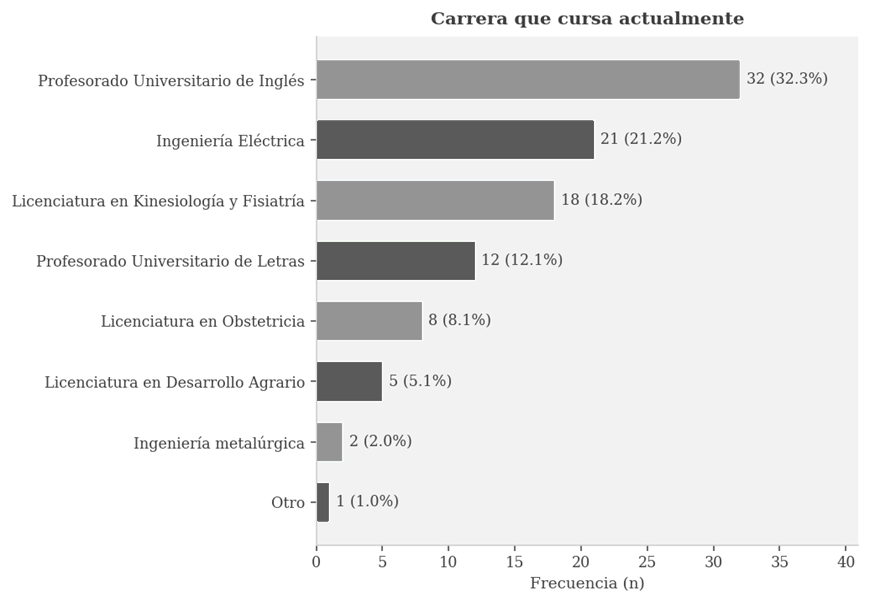 Carrera que cursa actualmente
Profesorado Universitario de Inglés
32 (32.3%)
Ingeniería Eléctrica
21 (21.2%)
Licenciatura en Kinesiología y Fisiatría
18 (18.2%)
Profesorado Universitario de Letras
12 (12.1%)
Licenciatura en Obstetricia
8 (8.1%)
Licenciatura en Desarrollo Agrario
5 (5.1%)
Ingeniería metalúrgica
2 (2.0%)
Otro
1 (1.0%)
0 5 10 15 20 25 30 35 40
Frecuencia (n)